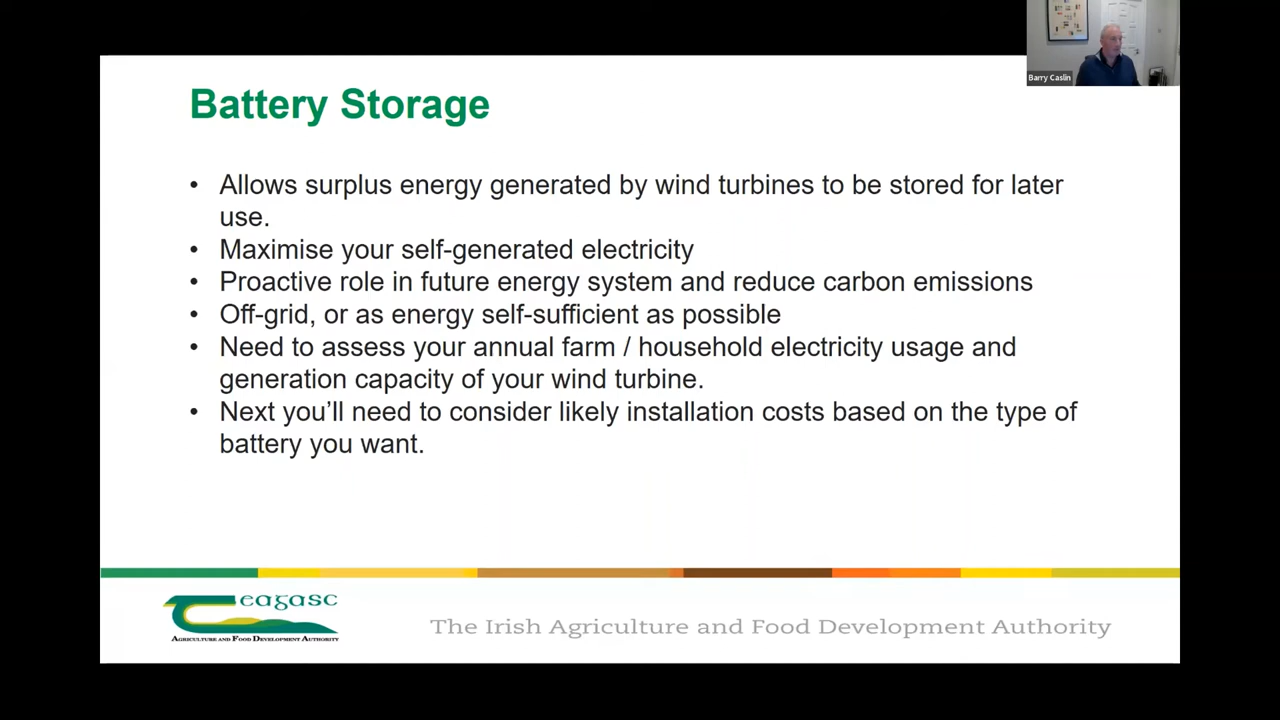 Barry Caslin
Battery Storage
• Allows surplus energy generated by wind turbines to be stored for later
use.
• Maximise your self-generated electricity
• Proactive role in future energy system and reduce carbon emissions
• Off-grid, or as energy self-sufficient as possible
• Need to assess your annual farm / household electricity usage and
generation capacity of your wind turbine.
• Next you’ll need to consider likely installation costs based on the type of
battery you want.
Teagasc
Agriculture and Food Development Authority
The Irish Agriculture and Food Development Authority